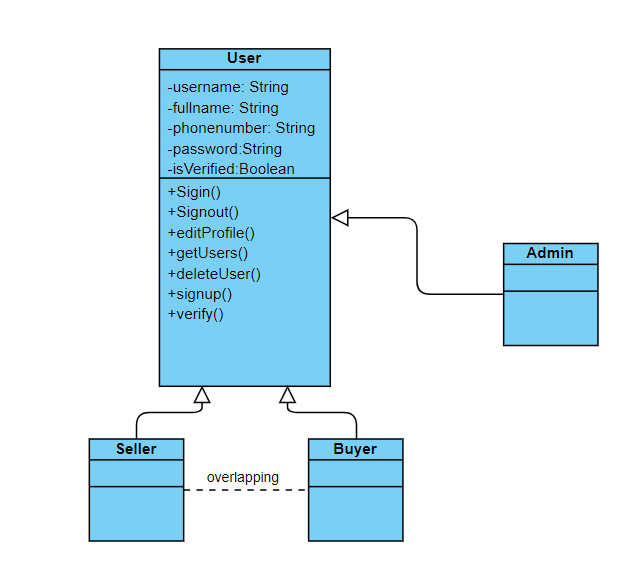 User
-username: String
-fullname: String
-phonenumber: String
-password:String
-isVerified:Boolean
+Sigin()
+Signout()
+editProfile()
+getUsers()
+deleteUser()
+signup()
+verify()
Admin
Seller
overlapping
Buyer